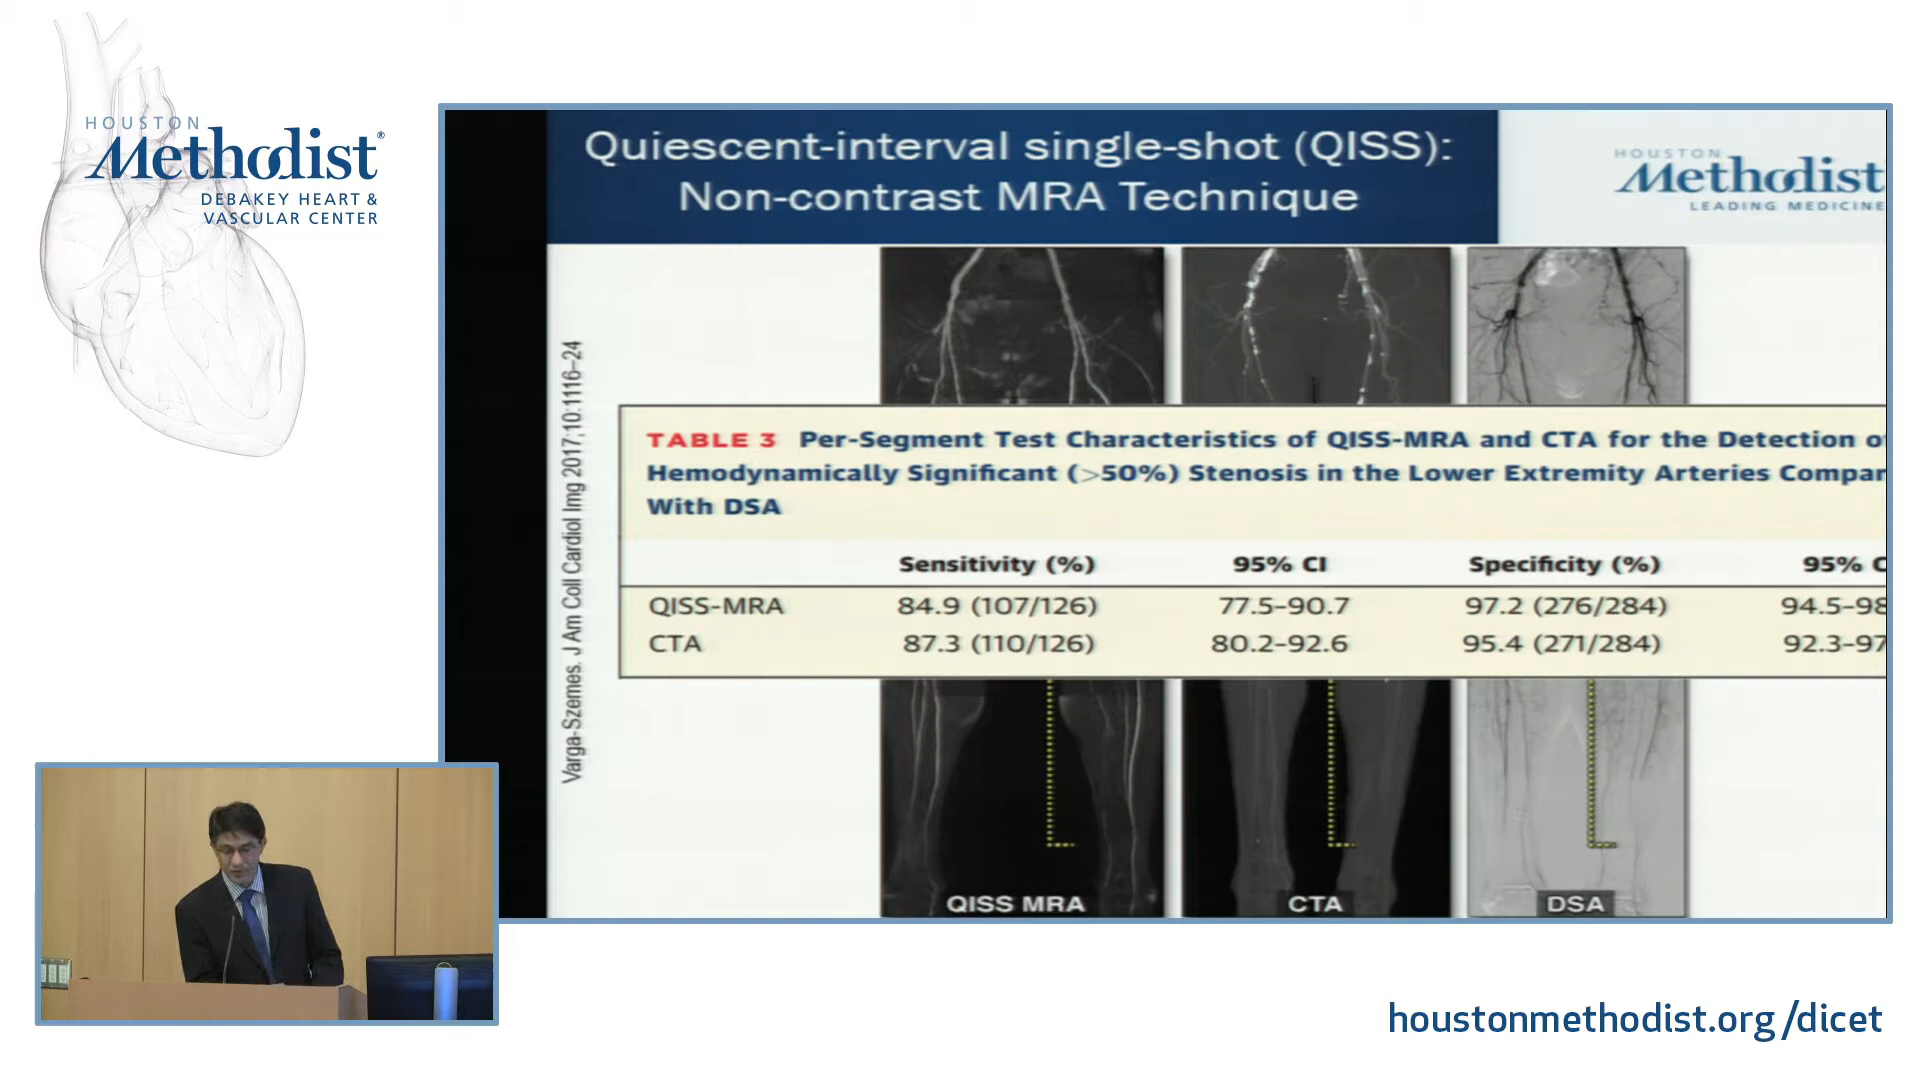 HOUSTON
Methodist®
DEBAKEY HEART &
VASCULAR CENTER
Quiescent-interval single-shot (QISS):
Non-contrast MRA Technique
HOUSTON
Methodist
LEADING MEDICINE
Varga-Szemes. J Am Coll Cardiol Img 2017;10:1116–24
TABLE 3 Per-Segment Test Characteristics of QISS-MRA and CTA for the Detection o
Hemodynamically Significant (>50%) Stenosis in the Lower Extremity Arteries Compar
With DSA
Sensitivity (%) 95% CI Specificity (%) 95% C
QISS-MRA 84.9 (107/126) 77.5–90.7 97.2 (276/284) 94.5–98
CTA 87.3 (110/126) 80.2–92.6 95.4 (271/284) 92.3–97
QISS MRA CTA DSA
houstonmethodist.org/dicet